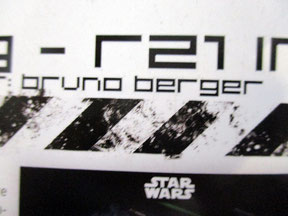 - r21 i
bruno berger
STAR
WARS